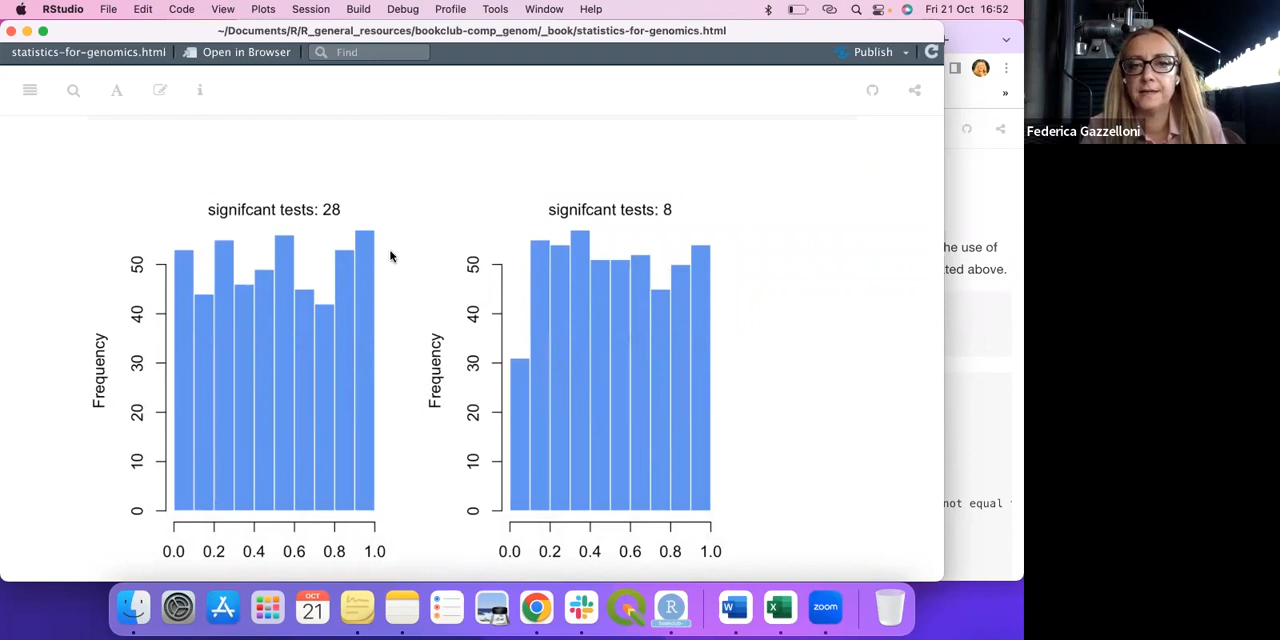 RStudio File Edit Code View Plots Session Build Debug Profile Tools Window Help Fri 21 Oct 16:52
~/Documents/R/R_general_resources/bookclub-comp_genom/_book/statistics-for-genomics.html
statistics-for-genomics.html Open in Browser Find Publish
A i
he use of
ted above.
signifcant tests: 28 signifcant tests: 8
Frequency
50
40
30
20
10
0
0.0 0.2 0.4 0.6 0.8 1.0
Frequency
50
40
30
20
10
0
0.0 0.2 0.4 0.6 0.8 1.0
not equal
Federica Gazzelloni
OCT
21
R
W
X
zoom